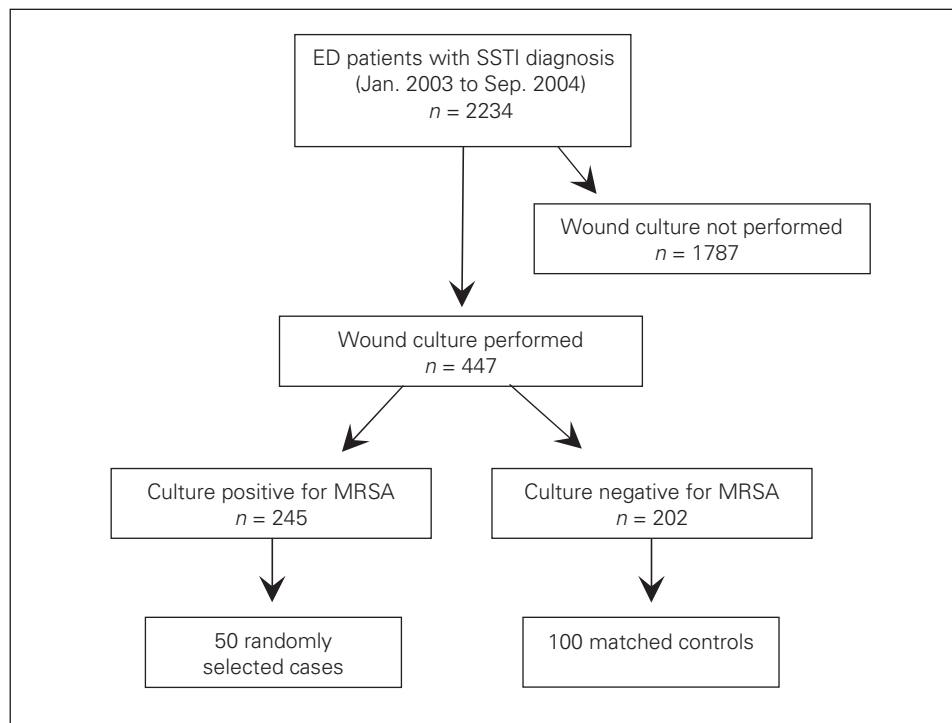 ED patients with SSTI diagnosis
(Jan. 2003 to Sep. 2004)
n = 2234
Wound culture not performed
n = 1787
Wound culture performed
n = 447
Culture positive for MRSA
n = 245
Culture negative for MRSA
n = 202
50 randomly
selected cases
100 matched controls